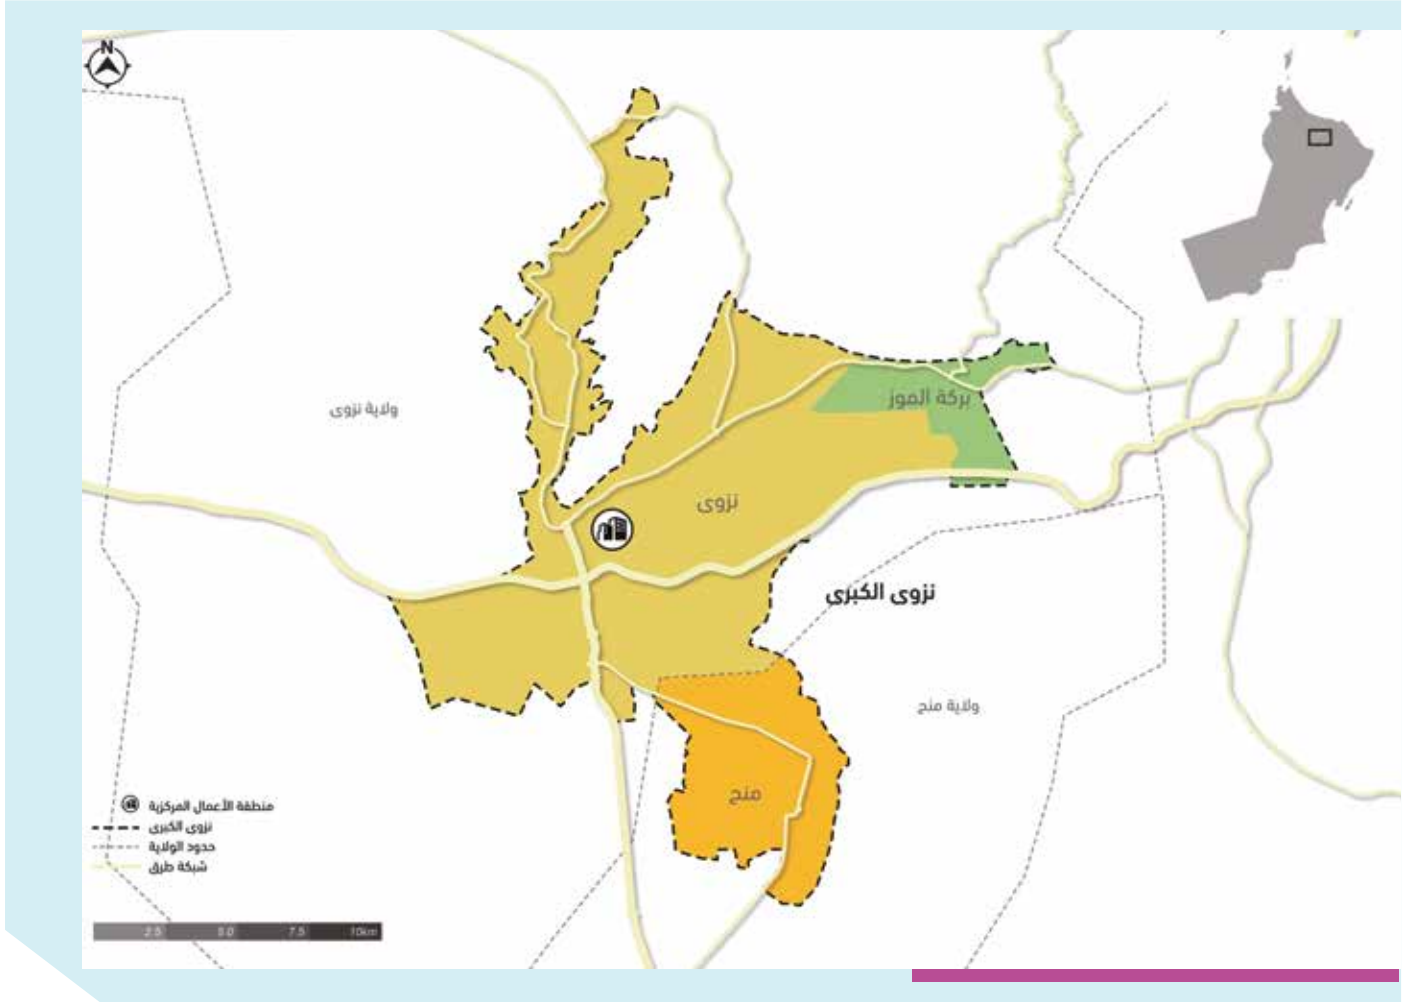 N
بركة الموز
ولاية نزوى
نزوى
نزوى الكبرى
ولاية منح
منح
منطقة الأعمال المركزية
نزوى الكبرى
حدود الولاية
شبكة طرق
2.5 5.0 7.5 10km